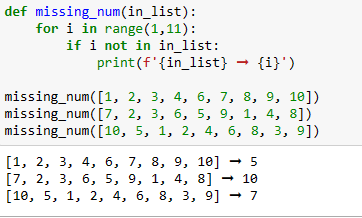 def missing_num(in_list):
    for i in range(1,11):
        if i not in in_list:
            print(f'{in_list} → {i}')

missing_num([1, 2, 3, 4, 6, 7, 8, 9, 10])
missing_num([7, 2, 3, 6, 5, 9, 1, 4, 8])
missing_num([10, 5, 1, 2, 4, 6, 8, 3, 9])
[1, 2, 3, 4, 6, 7, 8, 9, 10] → 5
[7, 2, 3, 6, 5, 9, 1, 4, 8] → 10
[10, 5, 1, 2, 4, 6, 8, 3, 9] → 7